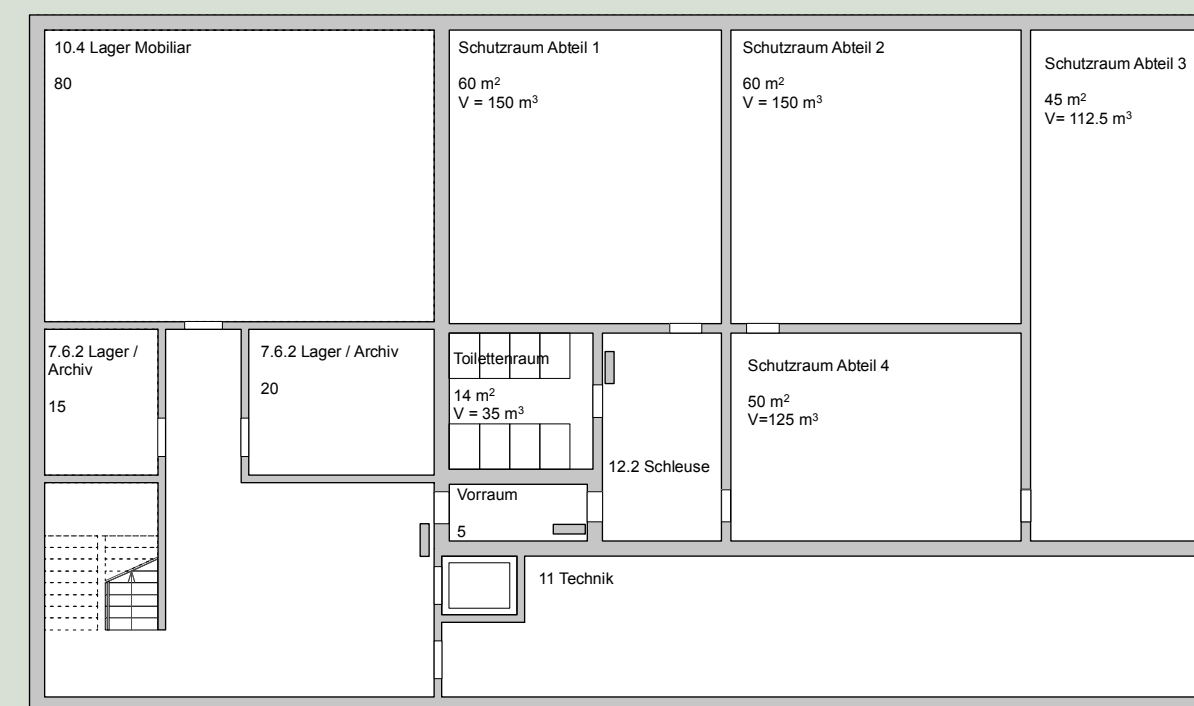 10.4 Lager Mobiliar
80
Schutzraum Abteil 1
60 m²
V = 150 m³
Schutzraum Abteil 2
60 m²
V = 150 m³
Schutzraum Abteil 3
45 m²
V= 112.5 m³
7.6.2 Lager /
Archiv
15
7.6.2 Lager / Archiv
20
Toilettenraum
14 m²
V = 35 m³
Schutzraum Abteil 4
50 m²
V=125 m³
12.2 Schleuse
Vorraum
5
11 Technik